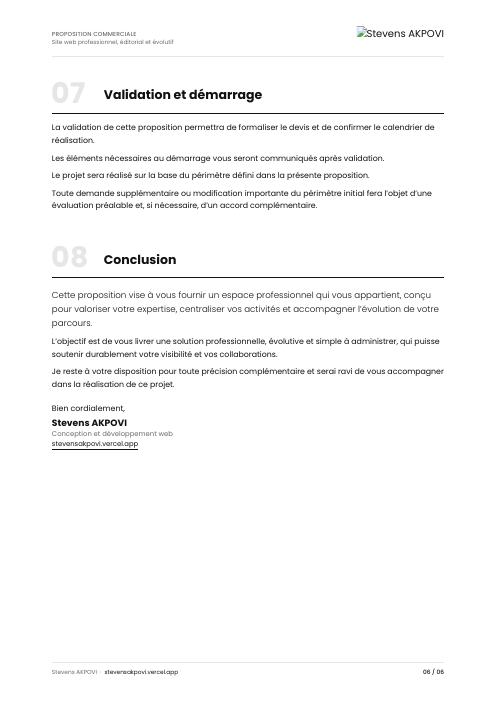 PROPOSITION COMMERCIALE
Site web professionnel, éditorial et évolutif
Stevens AKPOVI
07 Validation et démarrage
La validation de cette proposition permettra de formaliser le devis et de confirmer le calendrier de
réalisation.
Les éléments nécessaires au démarrage vous seront communiqués après validation.
Le projet sera réalisé sur la base du périmètre défini dans la présente proposition.
Toute demande supplémentaire ou modification importante du périmètre initial fera l’objet d’une
évaluation préalable et, si nécessaire, d’un accord complémentaire.
08 Conclusion
Cette proposition vise à vous fournir un espace professionnel qui vous appartient, conçu
pour valoriser votre expertise, centraliser vos activités et accompagner l’évolution de votre
parcours.
L’objectif est de vous livrer une solution professionnelle, évolutive et simple à administrer, qui puisse
soutenir durablement votre visibilité et vos collaborations.
Je reste à votre disposition pour toute précision complémentaire et serai ravi de vous accompagner
dans la réalisation de ce projet.
Bien cordialement,
Stevens AKPOVI
Conception et développement web
stevensakpovi.vercel.app
Stevens AKPOVI · stevensakpovi.vercel.app
06 / 06